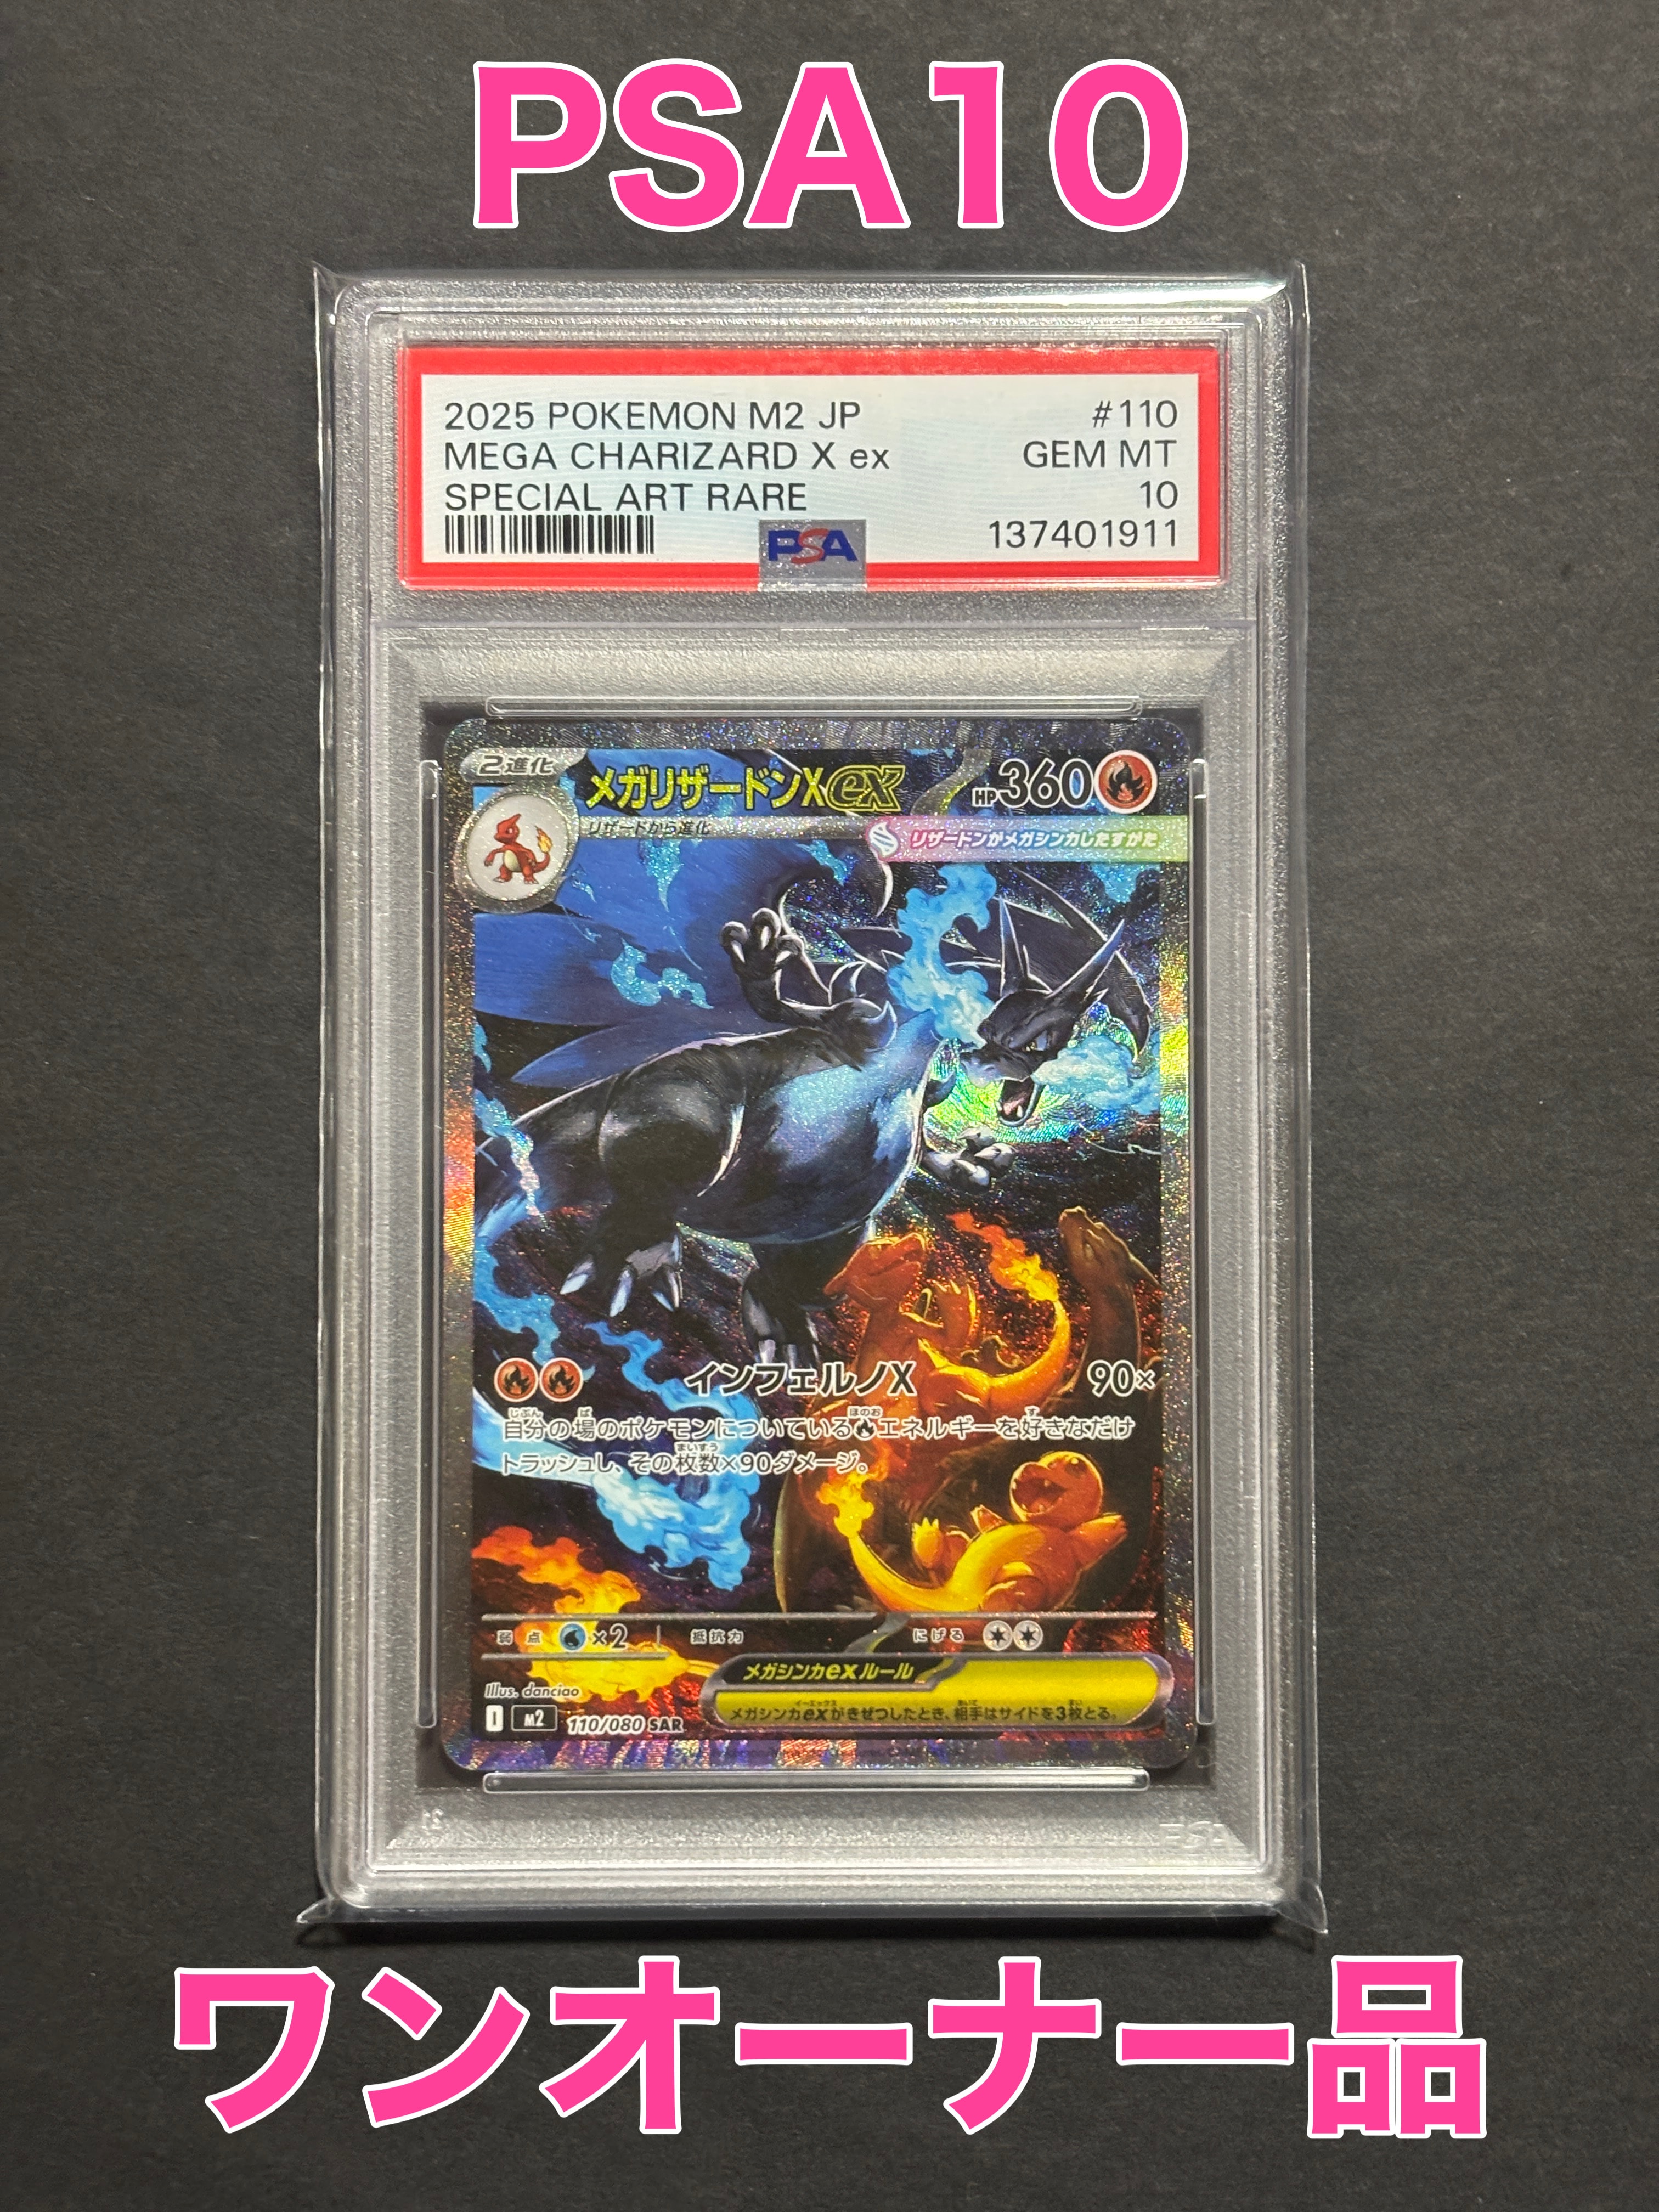 PSA10
2025 POKEMON M2 JP #110
MEGA CHARIZARD X ex GEM MT
SPECIAL ART RARE 10
PSA 137401911
2進化 メガリザードンXex HP360
リザードから進化 リザードンがメガシンカしたすがた
インフェルノX 90×
自分の場のポケモンについているエネルギーを好きなだけ
トラッシュし、その枚数×90ダメージ。
弱点 ×2 抵抗力 にげる
メガシンカexルール
メガシンカexがきぜつしたとき、相手はサイドを3枚とる。
Illus. danciao
I M2 110/080 SAR
ワンオーナー品